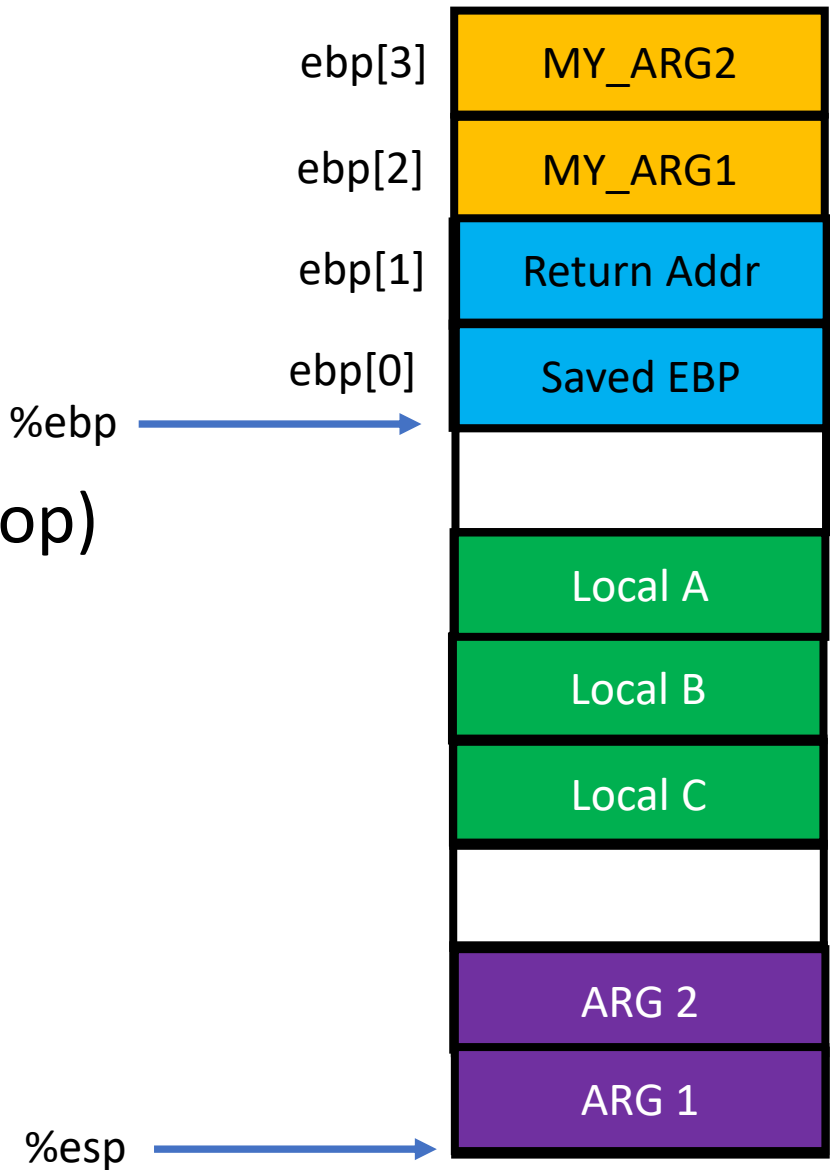 ebp[3] MY_ARG2
ebp[2] MY_ARG1
ebp[1] Return Addr
ebp[0] Saved EBP
%ebp
op)
Local A
Local B
Local C
ARG 2
ARG 1
%esp